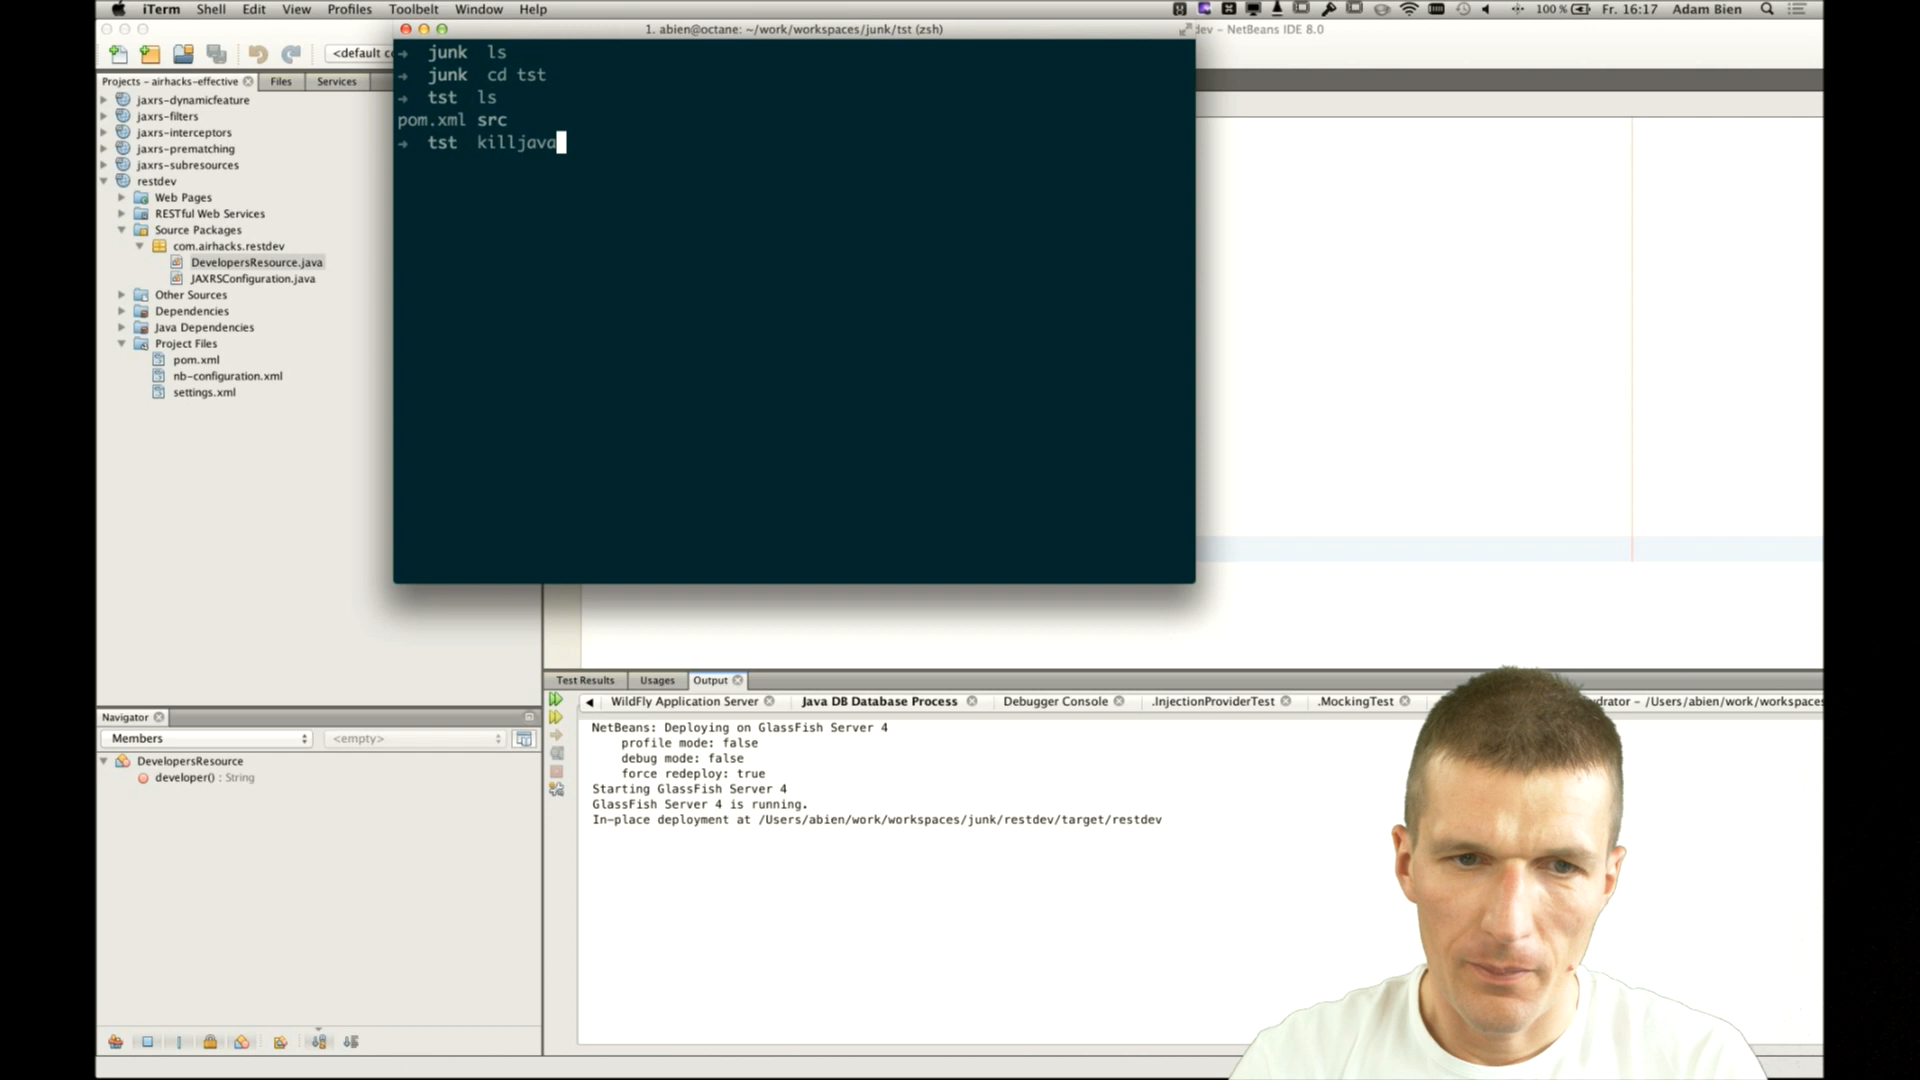 iTerm Shell Edit View Profiles Toolbelt Window Help 100% Fr. 16:17 Adam Bien
1. abien@octane: ~/work/workspaces/junk/tst (zsh)
dev - NetBeans IDE 8.0
<default c
Projects - airhacks-effective Files Services
jaxrs-dynamicfeature
jaxrs-filters
jaxrs-interceptors
jaxrs-prematching
jaxrs-subresources
restdev
Web Pages
RESTful Web Services
Source Packages
com.airhacks.restdev
DevelopersResource.java
JAXRSConfiguration.java
Other Sources
Dependencies
Java Dependencies
Project Files
pom.xml
nb-configuration.xml
settings.xml
junk ls
junk cd tst
tst ls
pom.xml src
tst killjava
Navigator
Members <empty>
DevelopersResource
developer() : String
Test Results Usages Output
WildFly Application Server Java DB Database Process Debugger Console .InjectionProviderTest .MockingTest drator - /Users/abien/work/workspaces
NetBeans: Deploying on GlassFish Server 4
profile mode: false
debug mode: false
force redeploy: true
Starting GlassFish Server 4
GlassFish Server 4 is running.
In-place deployment at /Users/abien/work/workspaces/junk/restdev/target/restdev